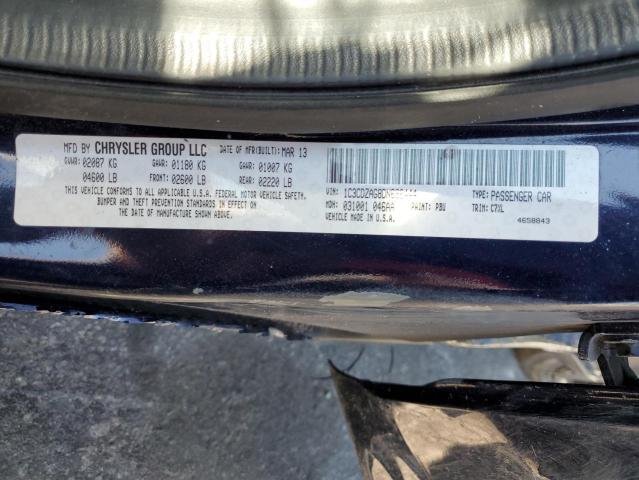 MFD BY CHRYSLER GROUP LLC
DATE OF MFR(BUILT): MAR 13
GVWR: 02087 KG
GAWR: 01180 KG
GAWR: 01007 KG
04600 LB
FRONT: 02600 LB
REAR: 02220 LB
THIS VEHICLE CONFORMS TO ALL APPLICABLE U.S.A. FEDERAL MOTOR VEHICLE SAFETY,
BUMPER AND THEFT PREVENTION STANDARDS IN EFFECT ON
THE DATE OF MANUFACTURE SHOWN ABOVE.
VIN:
TYPE: PASSENGER CAR
MDH: 031001 046AA
PAINT: PBU
TRIM: C7XL
MADE IN U.S.A.
4658843